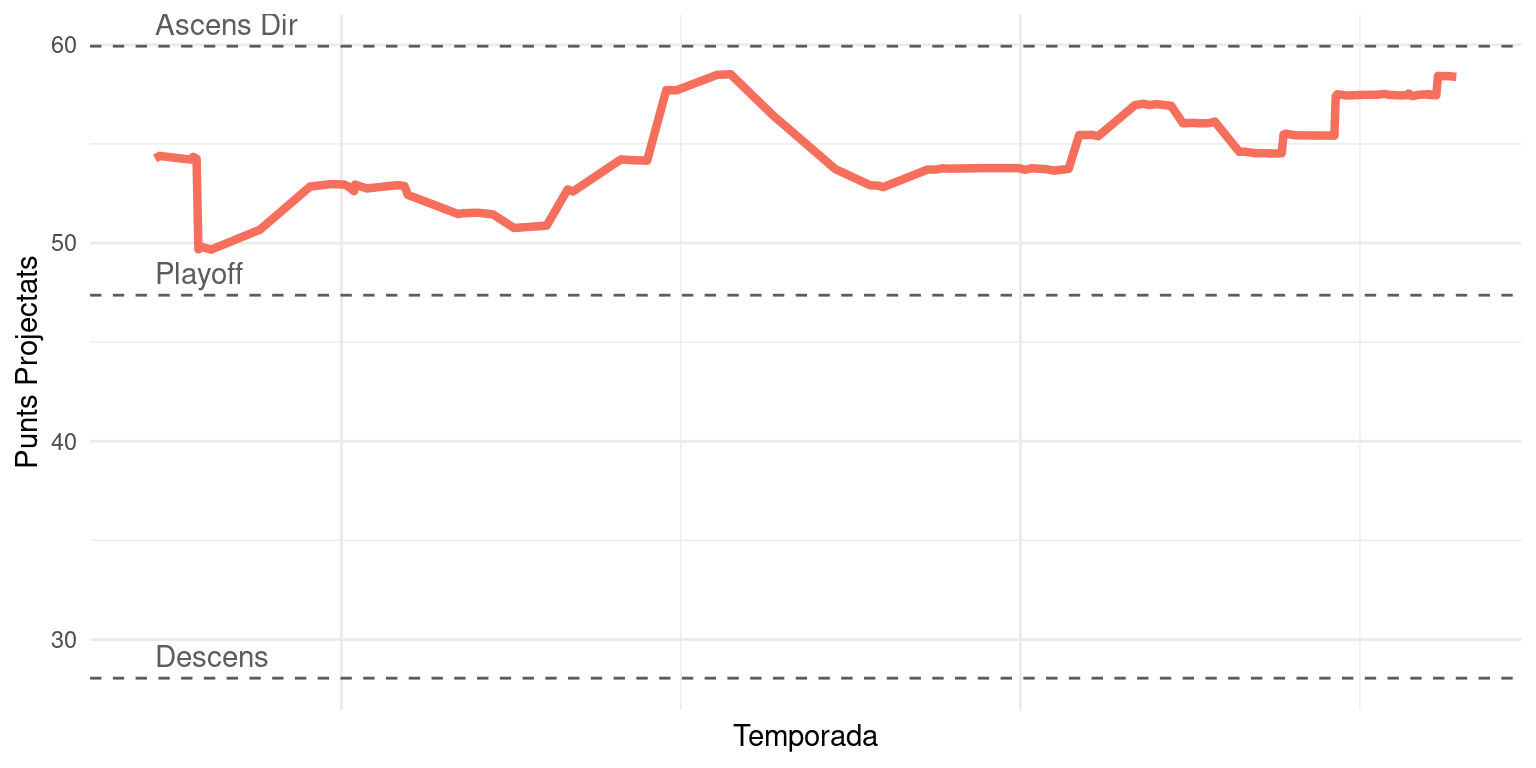 Ascens Dir
60
50
Playoff
Punts Projectats
40
30
Descens
Temporada